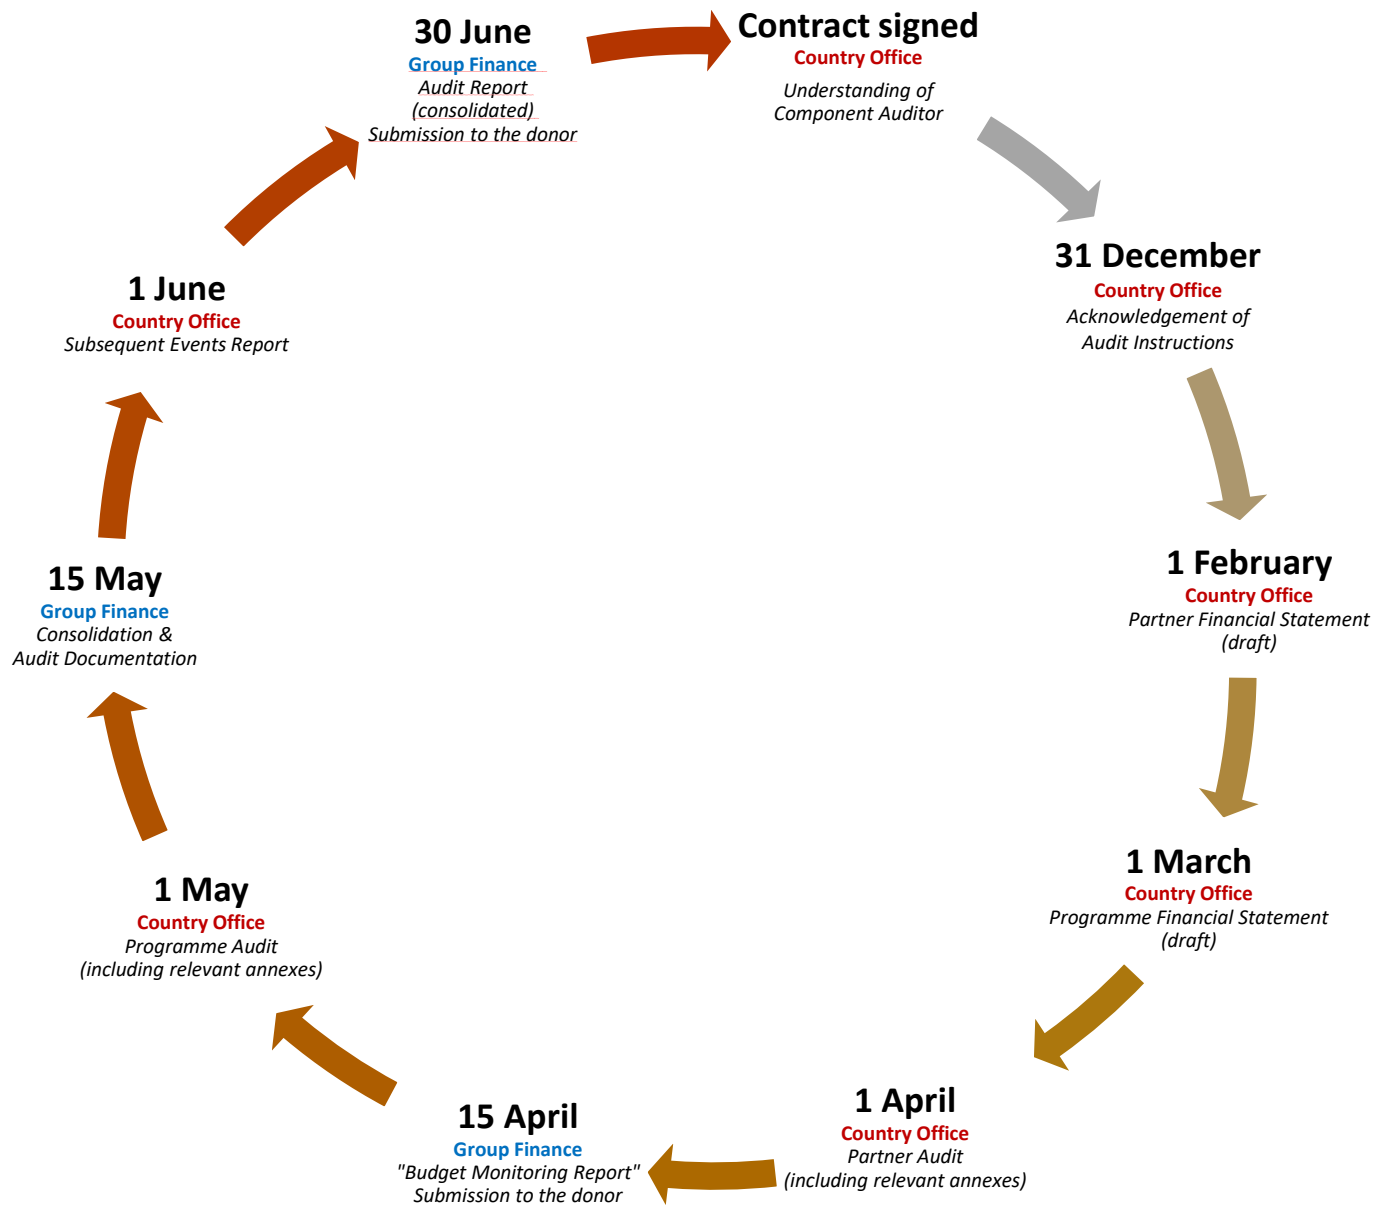 Contract signed
Country Office
Understanding of
Component Auditor
31 December
Country Office
Acknowledgement of
Audit Instructions
1 February
Country Office
Partner Financial Statement
(draft)
1 March
Country Office
Programme Financial Statement
(draft)
1 April
Country Office
Partner Audit
(including relevant annexes)
15 April
Group Finance
"Budget Monitoring Report"
Submission to the donor
1 May
Country Office
Programme Audit
(including relevant annexes)
15 May
Group Finance
Consolidation &
Audit Documentation
1 June
Country Office
Subsequent Events Report
30 June
Group Finance
Audit Report
(consolidated)
Submission to the donor